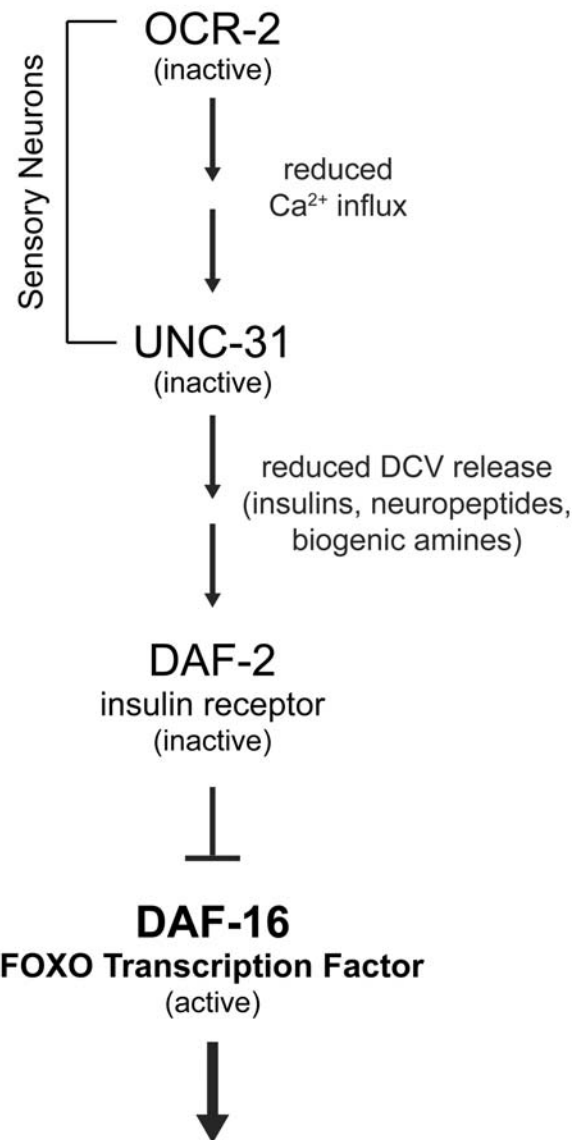 Sensory Neurons
OCR-2
(inactive)
reduced
Ca²⁺ influx
UNC-31
(inactive)
reduced DCV release
(insulins, neuropeptides,
biogenic amines)
DAF-2
insulin receptor
(inactive)
DAF-16
FOXO Transcription Factor
(active)